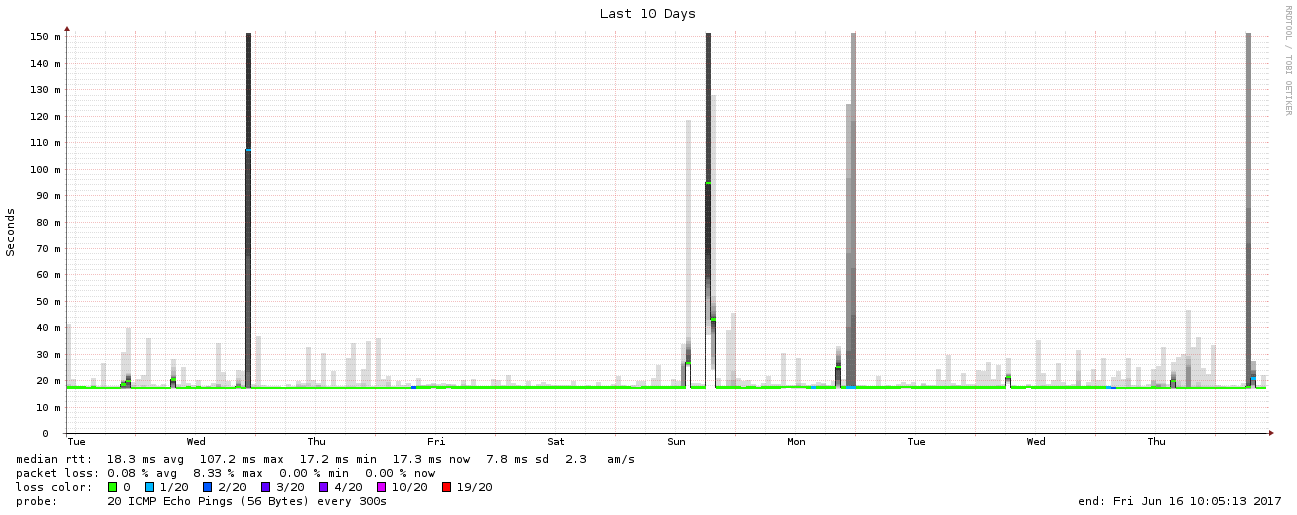 Last 10 Days
RRDTOOL / TOBI OETIKER
Seconds
150 m
140 m
130 m
120 m
110 m
100 m
90 m
80 m
70 m
60 m
50 m
40 m
30 m
20 m
10 m
0
Tue Wed Thu Fri Sat Sun Mon Tue Wed Thu
median rtt: 18.3 ms avg 107.2 ms max 17.2 ms min 17.3 ms now 7.8 ms sd 2.3 am/s
packet loss: 0.08 % avg 8.33 % max 0.00 % min 0.00 % now
loss color: 0 1/20 2/20 3/20 4/20 10/20 19/20
probe: 20 ICMP Echo Pings (56 Bytes) every 300s end: Fri Jun 16 10:05:13 2017